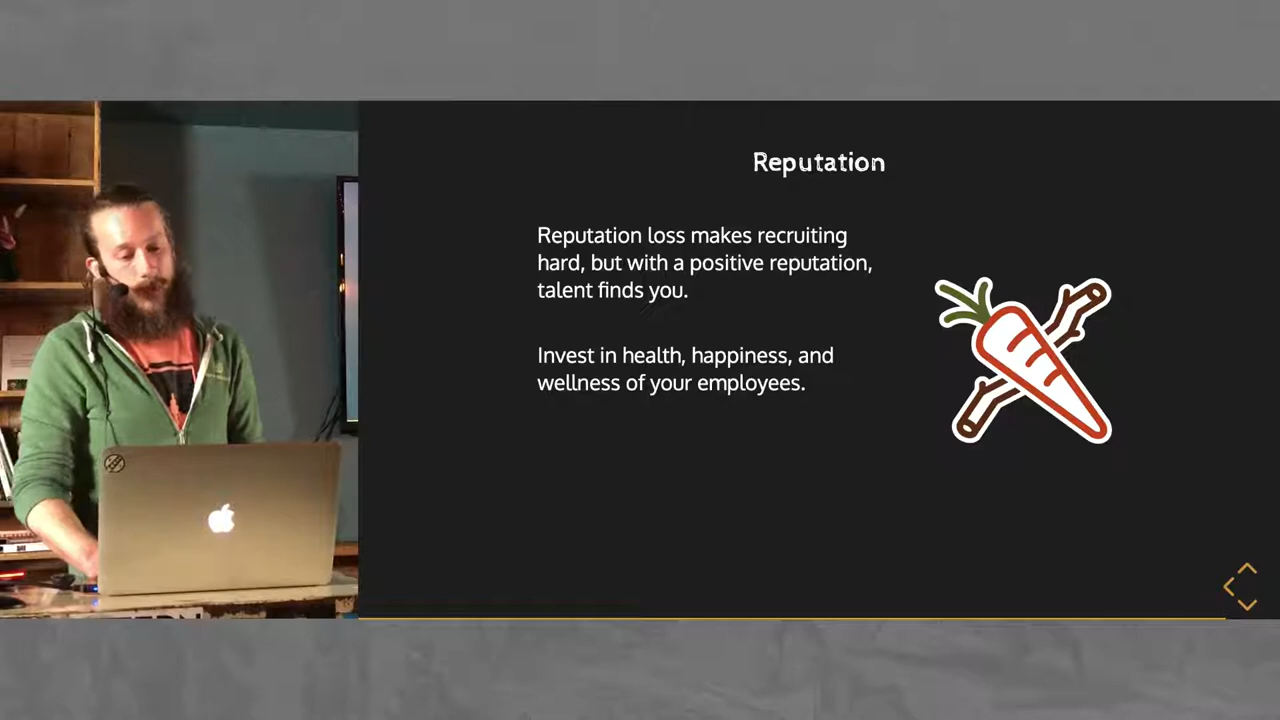 Reputation
Reputation loss makes recruiting
hard, but with a positive reputation,
talent finds you.
Invest in health, happiness, and
wellness of your employees.